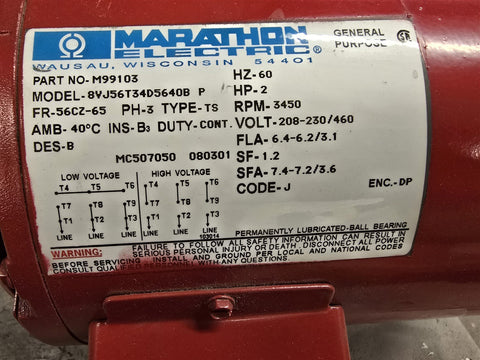 MARATHON
ELECTRIC®
GENERAL
PURPOSE
WAUSAU, WISCONSIN 54401
PART NO-M99103
HZ-60
MODEL-8VJ56T34D5640B P
HP-2
FR-56CZ-65 PH-3 TYPE-TS
RPM-3450
AMB-40°C INS-B3 DUTY-CONT.
VOLT-208-230/460
DES-B
FLA-6.4-6.2/3.1
MC507050 080301
SF-1.2
SFA-7.4-7.2/3.6
CODE-J
ENC.-DP
LOW VOLTAGE
HIGH VOLTAGE
T4 T5 T6 T4 T5 T6
T7 T8 T9 T7 T8 T9
T1 T2 T3 T1 T2 T3
LINE LINE LINE LINE LINE LINE
103014
PERMANENTLY LUBRICATED-BALL BEARING
WARNING: FAILURE TO FOLLOW ALL SAFETY INFORMATION CAN RESULT IN
SERIOUS PERSONAL INJURY OR DEATH. DISCONNECT ALL POWER
BEFORE SERVICING. INSTALL AND GROUND PER LOCAL AND NATIONAL CODES
CONSULT QUALIFIED PERSONNEL WITH ANY QUESTIONS.